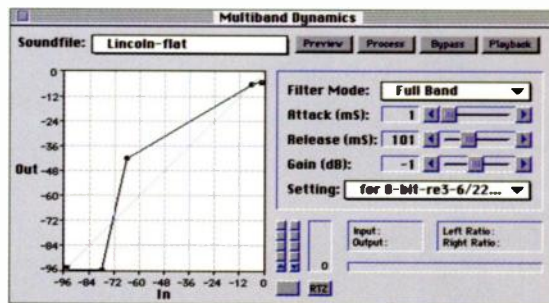 Multiband Dynamics
Soundfile: Lincoln-flat
Preview Process Bypass Playback
0
-12
-24
-36
Out -48
-60
-72
-84
-96
-96 -84 -72 -60 -48 -36 -24 -12 0
In
Filter Mode: Full Band
Attack (mS): 1
Release (mS): 101
Gain (dB): -1
Setting: for 8-bit-re3-6/22...
Input: Left Ratio:
Output: Right Ratio:
0
RTZ